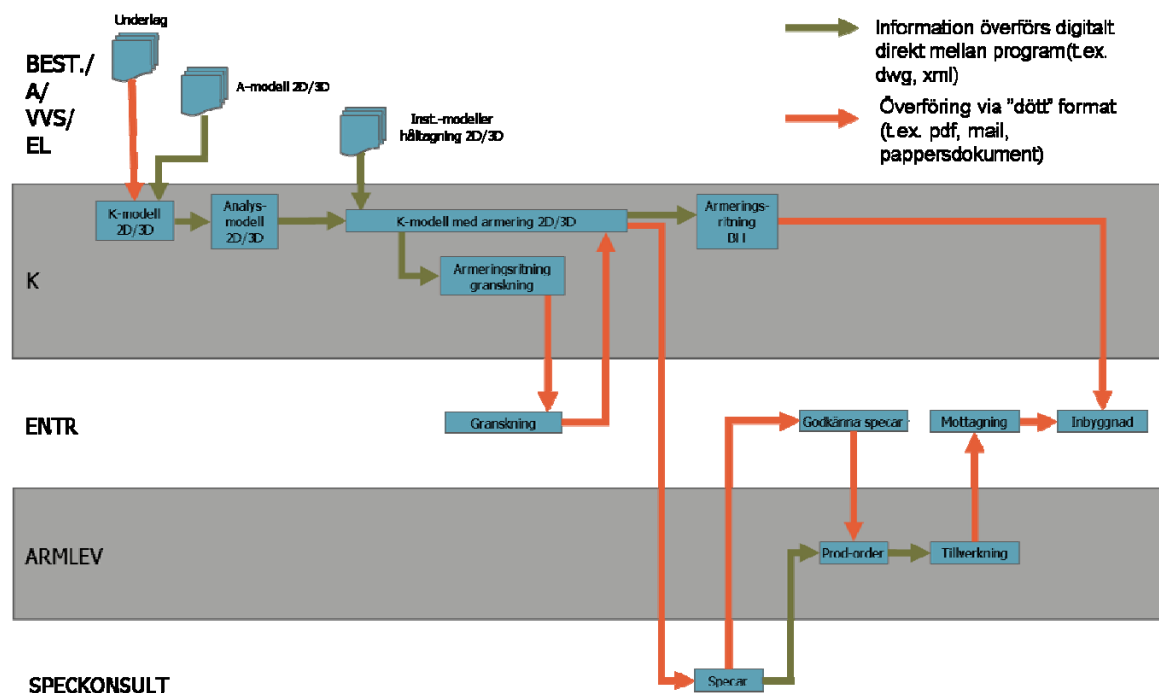 Underlag
BEST./
A/
VVS/
EL
A-modell 2D/3D
Inst.-modeller
håltagning 2D/3D
Information överförs digitalt
direkt mellan program(t.ex.
dwg, xml)
Överföring via "dött" format
(t.ex. pdf, mail,
pappersdokument)
K
K-modell
2D/3D
Analys-
modell
2D/3D
K-modell med armering 2D/3D
Armerings-
ritning
BH
Armeringsritning
granskning
ENTR
Granskning
Godkänna specar
Mottagning
Inbyggnad
ARMLEV
Prod-order
Tillverkning
SPECKONSULT
Specar